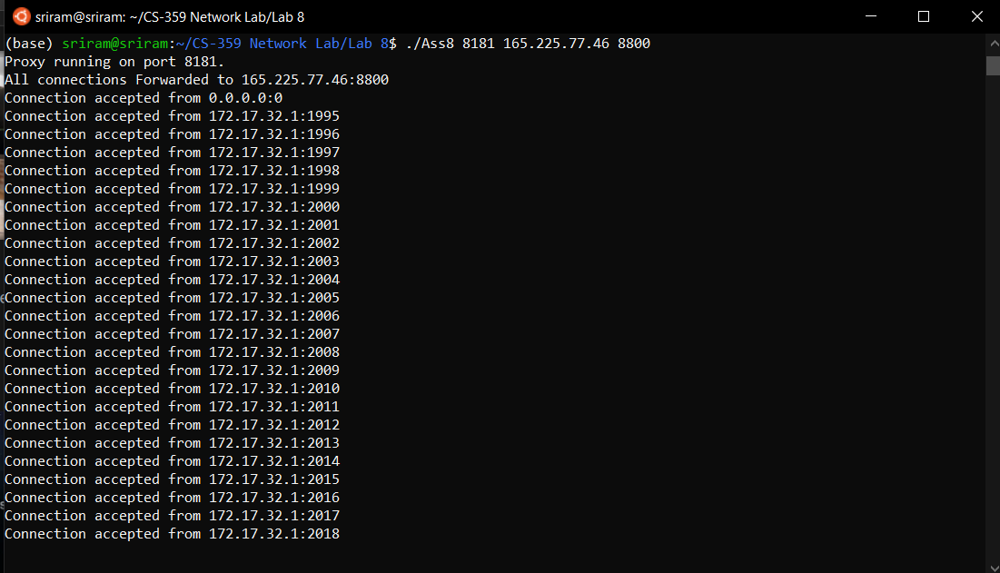 sriram@sriram: ~/CS-359 Network Lab/Lab 8
(base) sriram@sriram:~/CS-359 Network Lab/Lab 8$ ./Ass8 8181 165.225.77.46 8800
Proxy running on port 8181.
All connections Forwarded to 165.225.77.46:8800
Connection accepted from 0.0.0.0:0
Connection accepted from 172.17.32.1:1995
Connection accepted from 172.17.32.1:1996
Connection accepted from 172.17.32.1:1997
Connection accepted from 172.17.32.1:1998
Connection accepted from 172.17.32.1:1999
Connection accepted from 172.17.32.1:2000
Connection accepted from 172.17.32.1:2001
Connection accepted from 172.17.32.1:2002
Connection accepted from 172.17.32.1:2003
Connection accepted from 172.17.32.1:2004
Connection accepted from 172.17.32.1:2005
Connection accepted from 172.17.32.1:2006
Connection accepted from 172.17.32.1:2007
Connection accepted from 172.17.32.1:2008
Connection accepted from 172.17.32.1:2009
Connection accepted from 172.17.32.1:2010
Connection accepted from 172.17.32.1:2011
Connection accepted from 172.17.32.1:2012
Connection accepted from 172.17.32.1:2013
Connection accepted from 172.17.32.1:2014
Connection accepted from 172.17.32.1:2015
Connection accepted from 172.17.32.1:2016
Connection accepted from 172.17.32.1:2017
Connection accepted from 172.17.32.1:2018